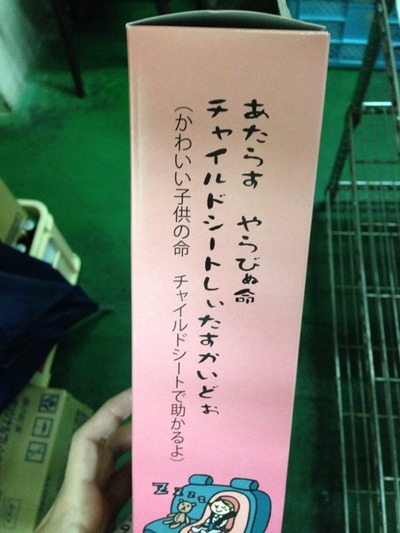 あたらす やらびぬ命
チャイルドシートしぃたすかいどぉ
(かわいい子供の命 チャイルドシートで助かるよ)
Zzzzz